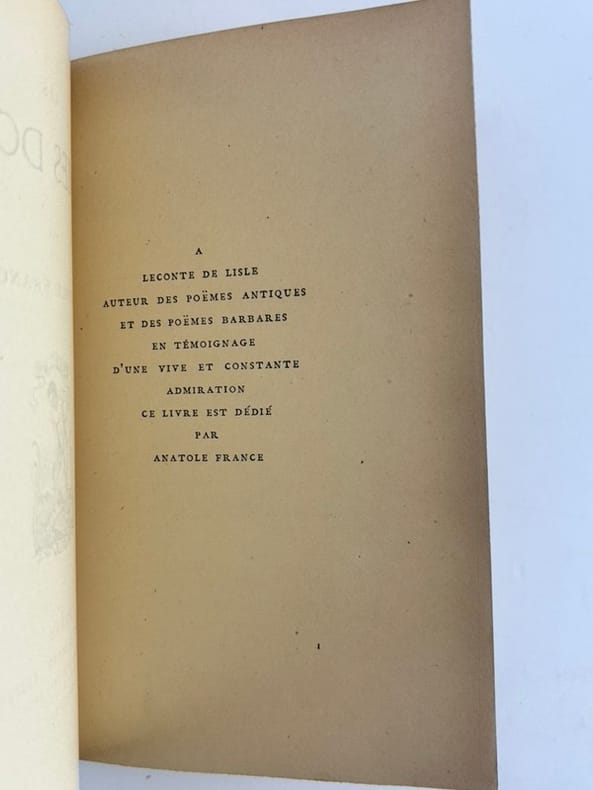 A
LECONTE DE LISLE
AUTEUR DES POËMES ANTIQUES
ET DES POËMES BARBARES
EN TÉMOIGNAGE
D'UNE VIVE ET CONSTANTE
ADMIRATION
CE LIVRE EST DÉDIÉ
PAR
ANATOLE FRANCE
1